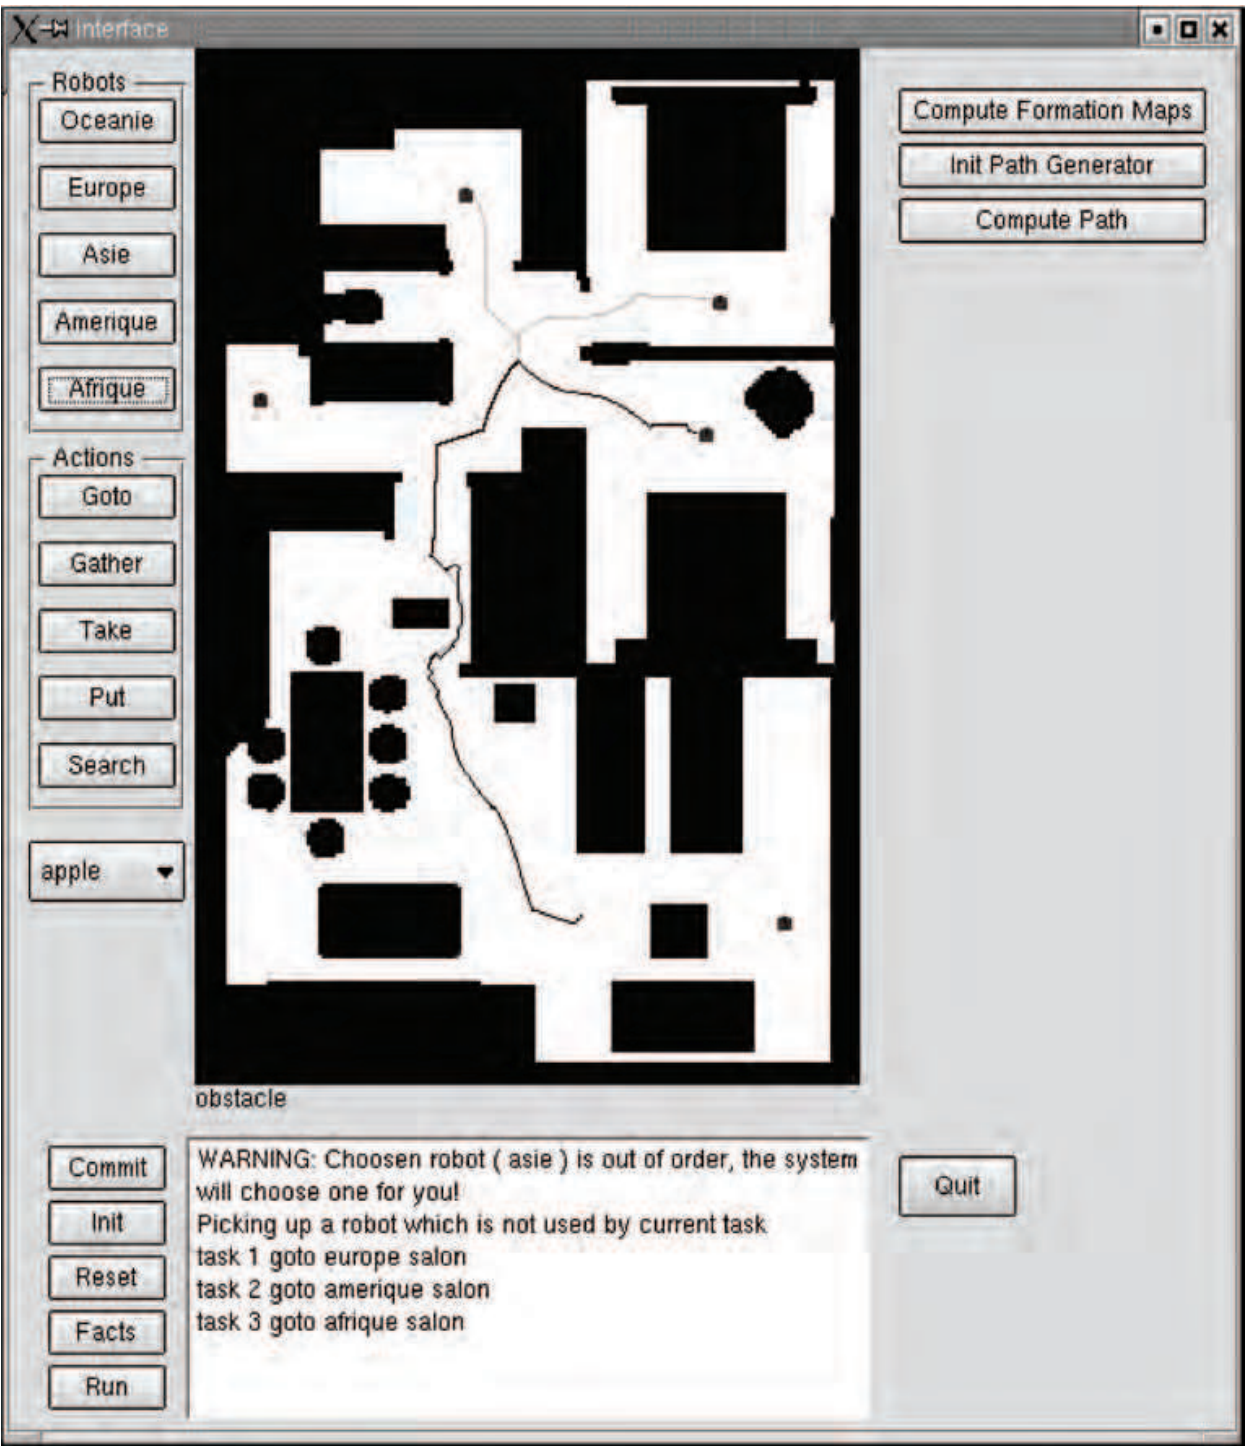 Interface
Robots
Oceanie
Europe
Asie
Amerique
Afrique
Actions
Goto
Gather
Take
Put
Search
apple
Compute Formation Maps
Init Path Generator
Compute Path
obstacle
Commit
Init
Reset
Facts
Run
WARNING: Choosen robot ( asie ) is out of order, the system
will choose one for you!
Picking up a robot which is not used by current task
task 1 goto europe salon
task 2 goto amerique salon
task 3 goto afrique salon
Quit